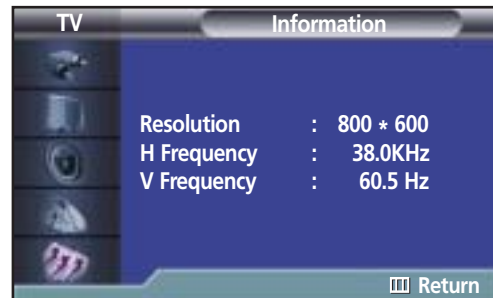 TV Information
Resolution : 800 * 600
H Frequency : 38.0KHz
V Frequency : 60.5 Hz
Return